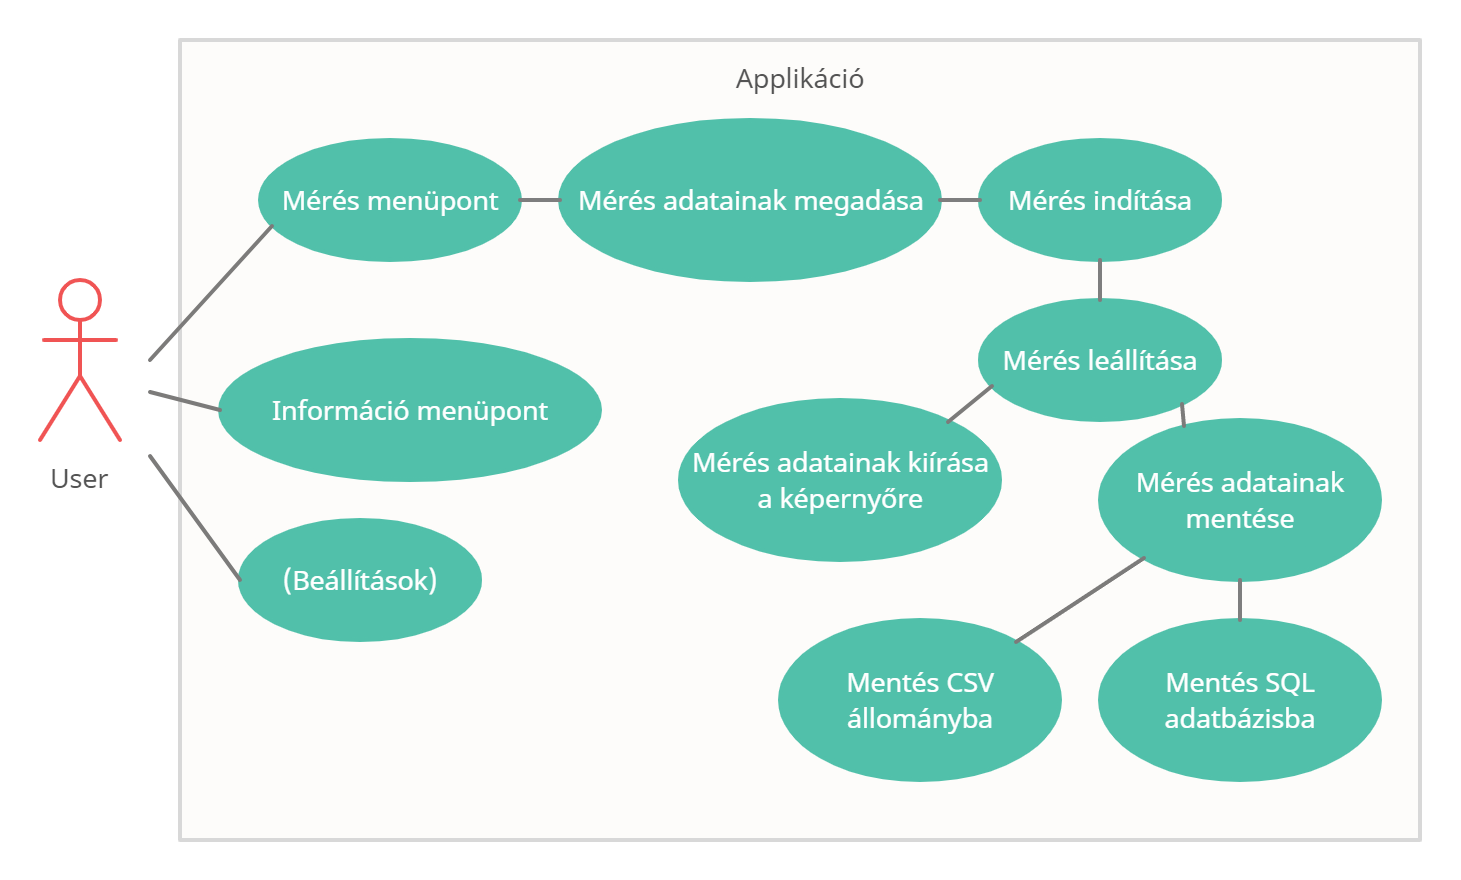 Applikáció
Mérés menüpont
Mérés adatainak megadása
Mérés indítása
Mérés leállítása
Információ menüpont
Mérés adatainak kiírása
a képernyőre
Mérés adatainak
mentése
User
(Beállítások)
Mentés CSV
állományba
Mentés SQL
adatbázisba